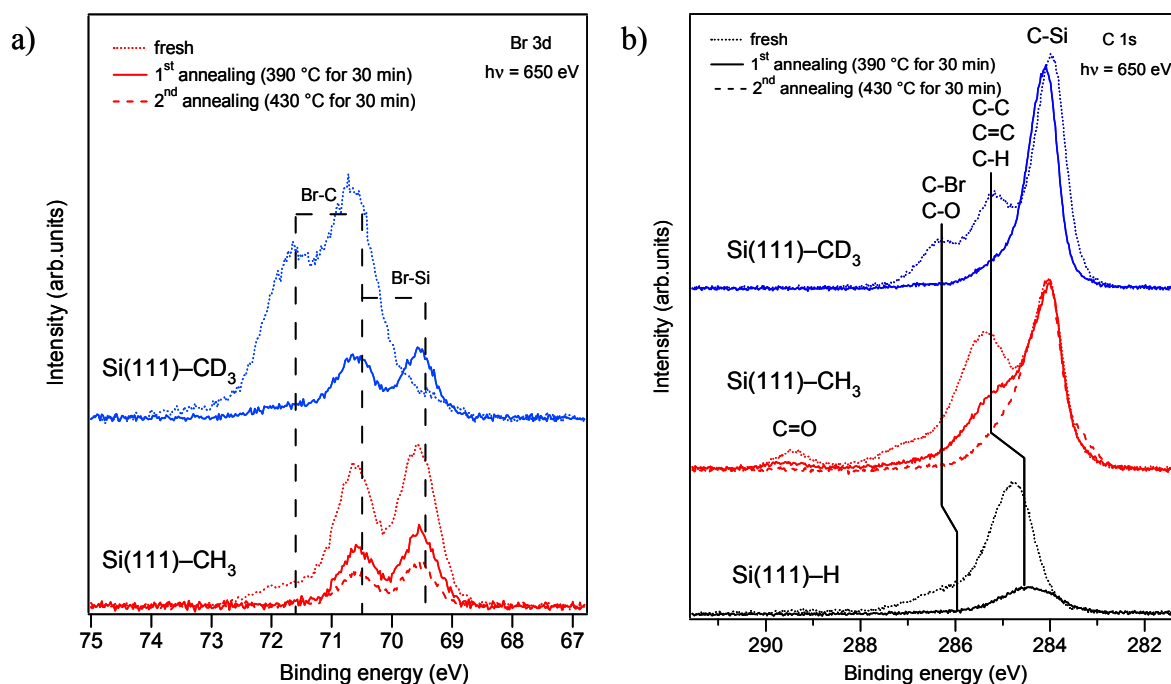 a)
fresh
Br 3d
1st annealing (390 °C for 30 min)
hν = 650 eV
2nd annealing (430 °C for 30 min)
Br-C
Br-Si
Si(111)–CD3
Si(111)–CH3
Intensity (arb.units)
75 73 71 69 67
Binding energy (eV)
b)
fresh
C-Si
C 1s
1st annealing (390 °C for 30 min)
hν = 650 eV
2nd annealing (430 °C for 30 min)
C-C
C=C
C-H
C-Br
C-O
Si(111)–CD3
Si(111)–CH3
C=O
Si(111)–H
Intensity (arb.units)
290 288 286 284 282
Binding energy (eV)